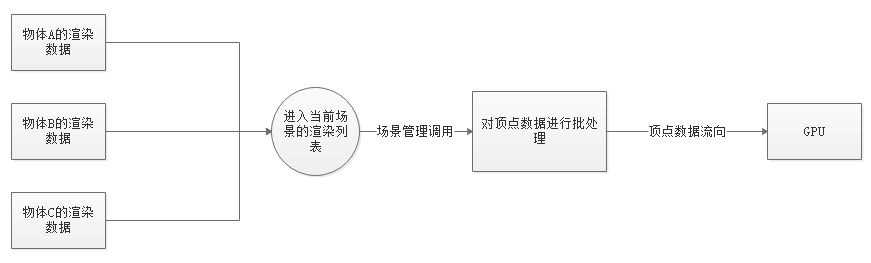 物体A的渲染
数据
物体B的渲染
数据
物体C的渲染
数据
进入当前场
景的渲染列
表
场景管理调用
对顶点数据进行批处
理
顶点数据流向
GPU